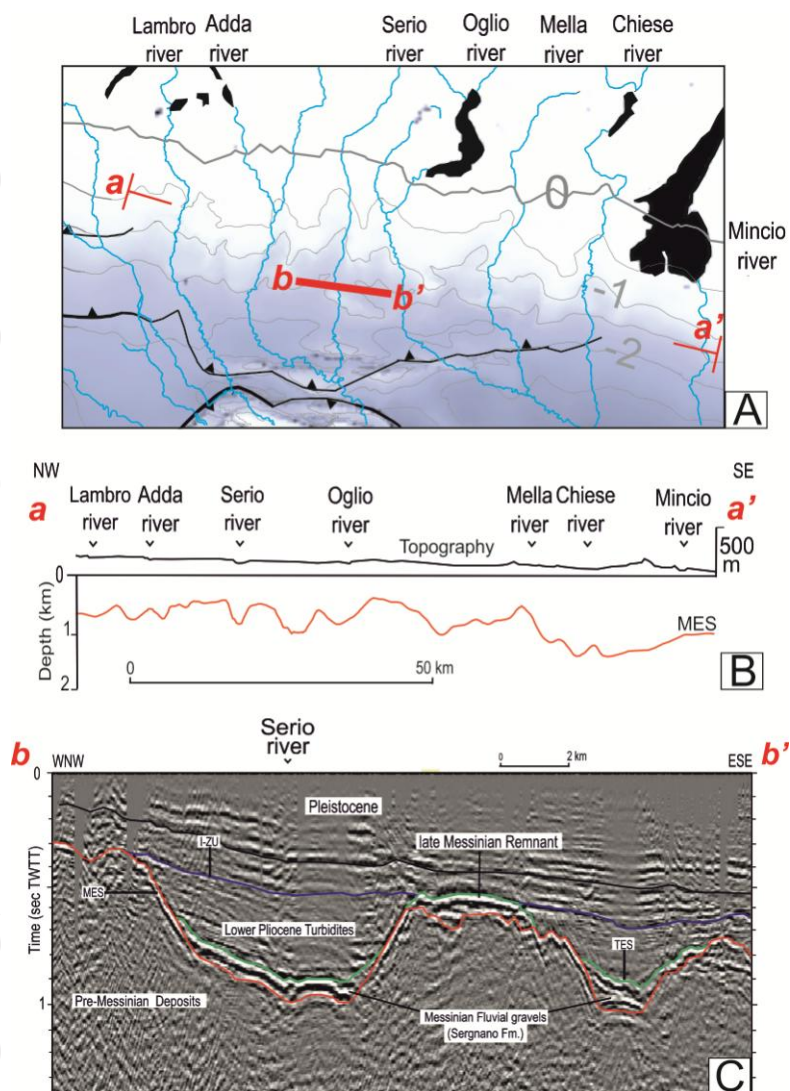 Lambro river
Adda river
Serio river
Oglio river
Mella river
Chiese river
a
0
Mincio river
b
b’
-1
a’
-2
A
NW
SE
a
Lambro river
Adda river
Serio river
Oglio river
Mella river
Chiese river
Mincio river
a’
Topography
500 m
0
Depth (km)
1
MES
2
0
50 km
B
Serio river
b
WNW
0
2 km
ESE
b’
0
Pleistocene
I-ZU
late Messinian Remnant
MES
Time (sec TWTT)
Lower Pliocene Turbidites
TES
1
Pre-Messinian Deposits
Messinian Fluvial gravels
(Sergnano Fm.)
C